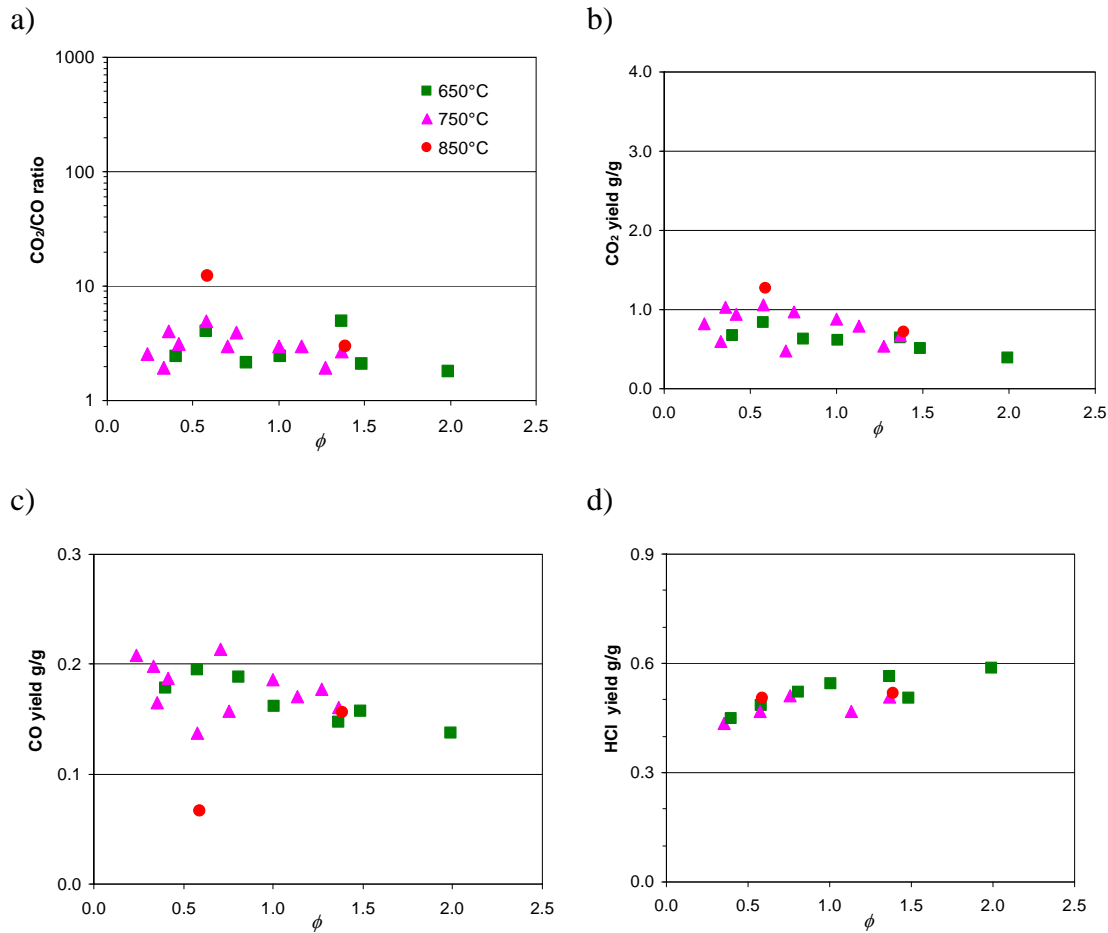 a)
1000
100
10
1
CO₂/CO ratio
650°C
750°C
850°C
0.0 0.5 1.0 1.5 2.0 2.5
ϕ
b)
4.0
3.0
2.0
1.0
0.0
CO₂ yield g/g
0.0 0.5 1.0 1.5 2.0 2.5
ϕ
c)
0.3
0.2
0.1
0.0
CO yield g/g
0.0 0.5 1.0 1.5 2.0 2.5
ϕ
d)
0.9
0.6
0.3
0.0
HCl yield g/g
0.0 0.5 1.0 1.5 2.0 2.5
ϕ